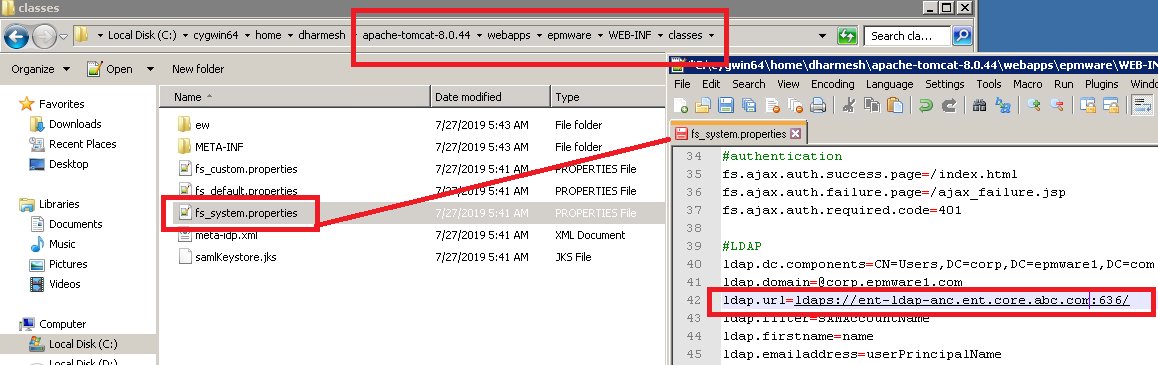 classes
Local Disk (C:) cygwin64 home dharmesh apache-tomcat-8.0.44 webapps epmware WEB-INF classes
Search cla...
Organize Open New folder
Favorites
Downloads
Recent Places
Desktop
Libraries
Documents
Music
Pictures
Videos
Computer
Local Disk (C:)
Local Disk (D:)
Name Date modified Type
ew 7/27/2019 5:43 AM File folder
META-INF 7/27/2019 5:43 AM File folder
fs_custom.properties 7/27/2019 5:41 AM PROPERTIES File
fs_default.properties 7/27/2019 5:41 AM PROPERTIES File
fs_system.properties 7/27/2019 5:41 AM PROPERTIES File
meta-idp.xml 7/27/2019 5:41 AM XML Document
samlKeystore.jks 7/27/2019 5:41 AM JKS File
*C:\cygwin64\home\dharmesh\apache-tomcat-8.0.44\webapps\epmware\WEB-IN
File Edit Search View Encoding Language Settings Tools Macro Run
fs_system.properties
34 #authentication
35 fs.ajax.auth.success.page=/index.html
36 fs.ajax.auth.failure.page=/ajax_failure.jsp
37 fs.ajax.auth.required.code=401
38
39 #LDAP
40 ldap.dc.components=CN=Users,DC=corp,DC=epmware1,DC=com
41 ldap.domain=@corp.epmware1.com
42 ldap.url=ldaps://ent-ldap-anc.ent.core.abc.com:636/
43 ldap.filter=sAMAccountName
44 ldap.firstname=name
45 ldap.emailaddress=userPrincipalName